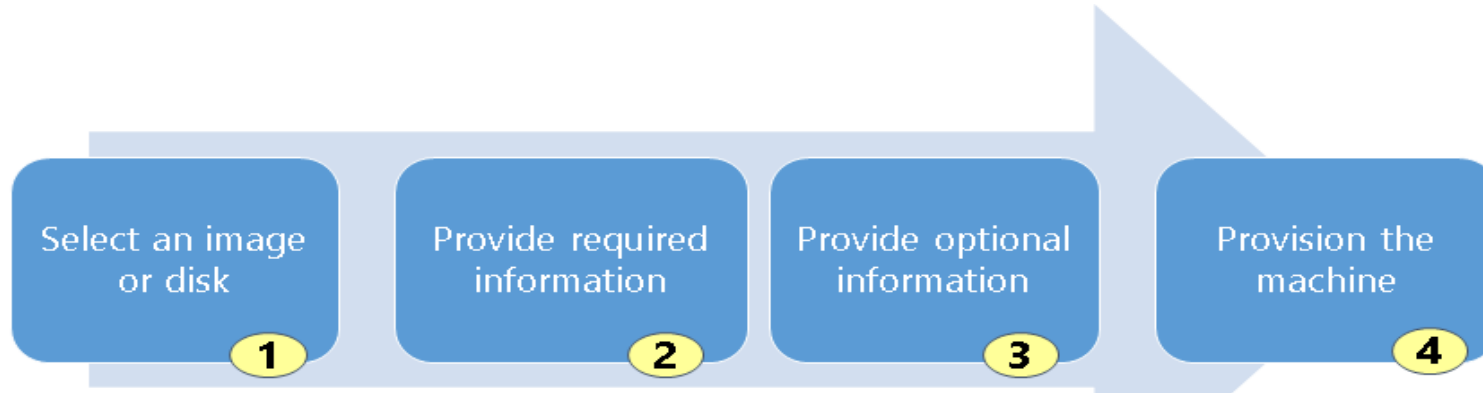 Select an image
or disk
1
Provide required
information
2
Provide optional
information
3
Provision the
machine
4